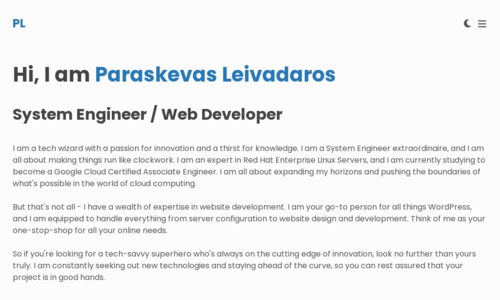 PL
Hi, I am Paraskevas Leivadaros
System Engineer / Web Developer
I am a tech wizard with a passion for innovation and a thirst for knowledge. I am a System Engineer extraordinaire, and I am
all about making things run like clockwork. I am an expert in Red Hat Enterprise Linux Servers, and I am currently studying to
become a Google Cloud Certified Associate Engineer. I am all about expanding my horizons and pushing the boundaries of
what's possible in the world of cloud computing.
But that's not all - I have a wealth of expertise in website development. I am your go-to person for all things WordPress,
and I am equipped to handle everything from server configuration to website design and development. Think of me as your
one-stop-shop for all your online needs.
So if you're looking for a tech-savvy superhero who's always on the cutting edge of innovation, look no further than yours
truly. I am constantly seeking out new technologies and staying ahead of the curve, so you can rest assured that your
project is in good hands.